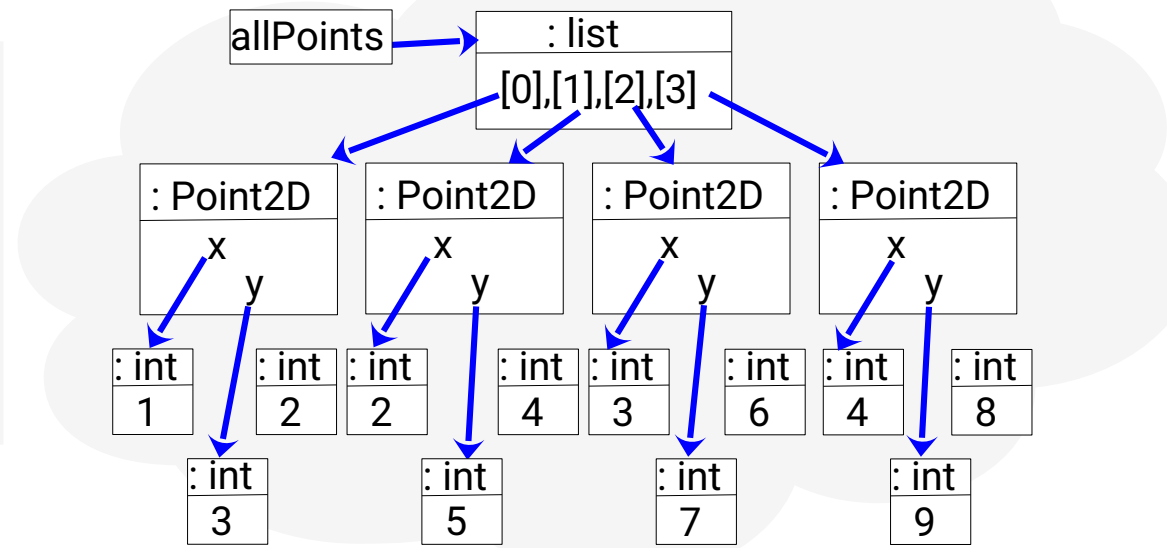 allPoints
: list
[0],[1],[2],[3]
: Point2D
x
y
: Point2D
x
y
: Point2D
x
y
: Point2D
x
y
: int
1
: int
2
: int
2
: int
4
: int
3
: int
6
: int
4
: int
8
: int
3
: int
5
: int
7
: int
9